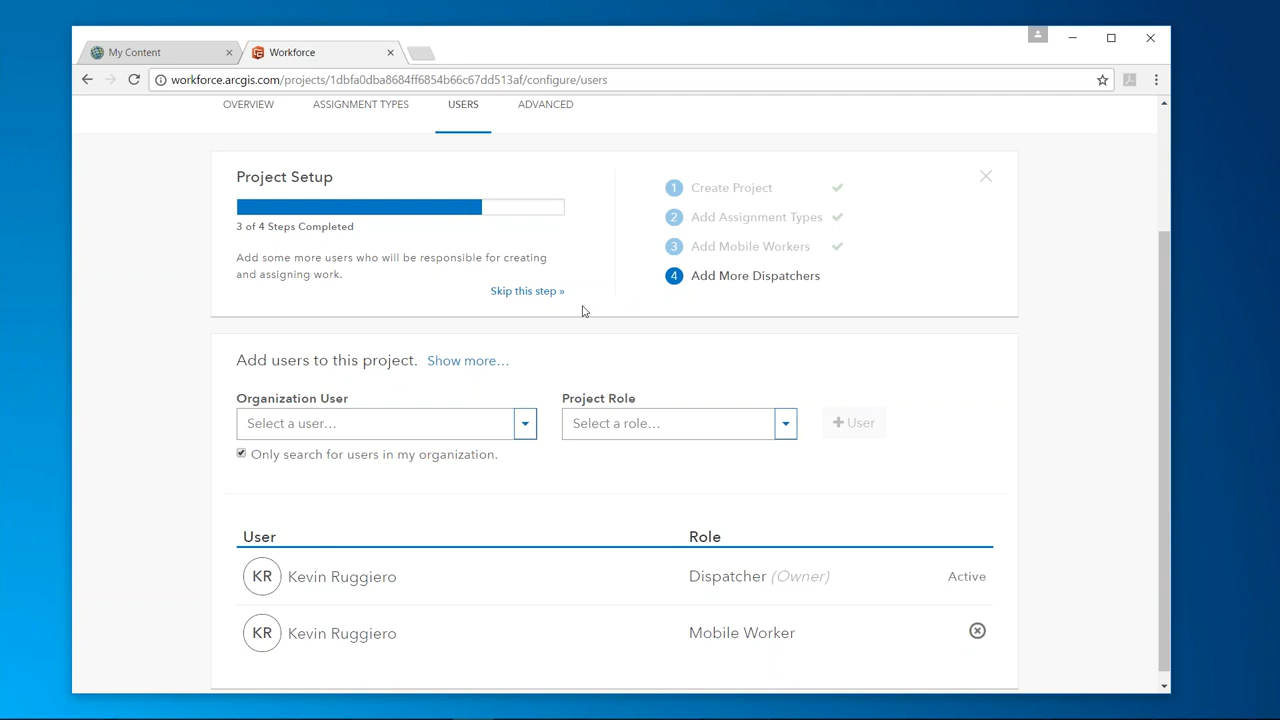 My Content
Workforce
workforce.arcgis.com/projects/1dbfa0dba8684ff6854b66c67dd513af/configure/users
OVERVIEW ASSIGNMENT TYPES USERS ADVANCED
Project Setup
3 of 4 Steps Completed
Add some more users who will be responsible for creating
and assigning work.
Skip this step »
1 Create Project
2 Add Assignment Types
3 Add Mobile Workers
4 Add More Dispatchers
Add users to this project. Show more...
Organization User
Select a user...
Only search for users in my organization.
Project Role
Select a role...
+ User
User Role
KR Kevin Ruggiero Dispatcher (Owner) Active
KR Kevin Ruggiero Mobile Worker